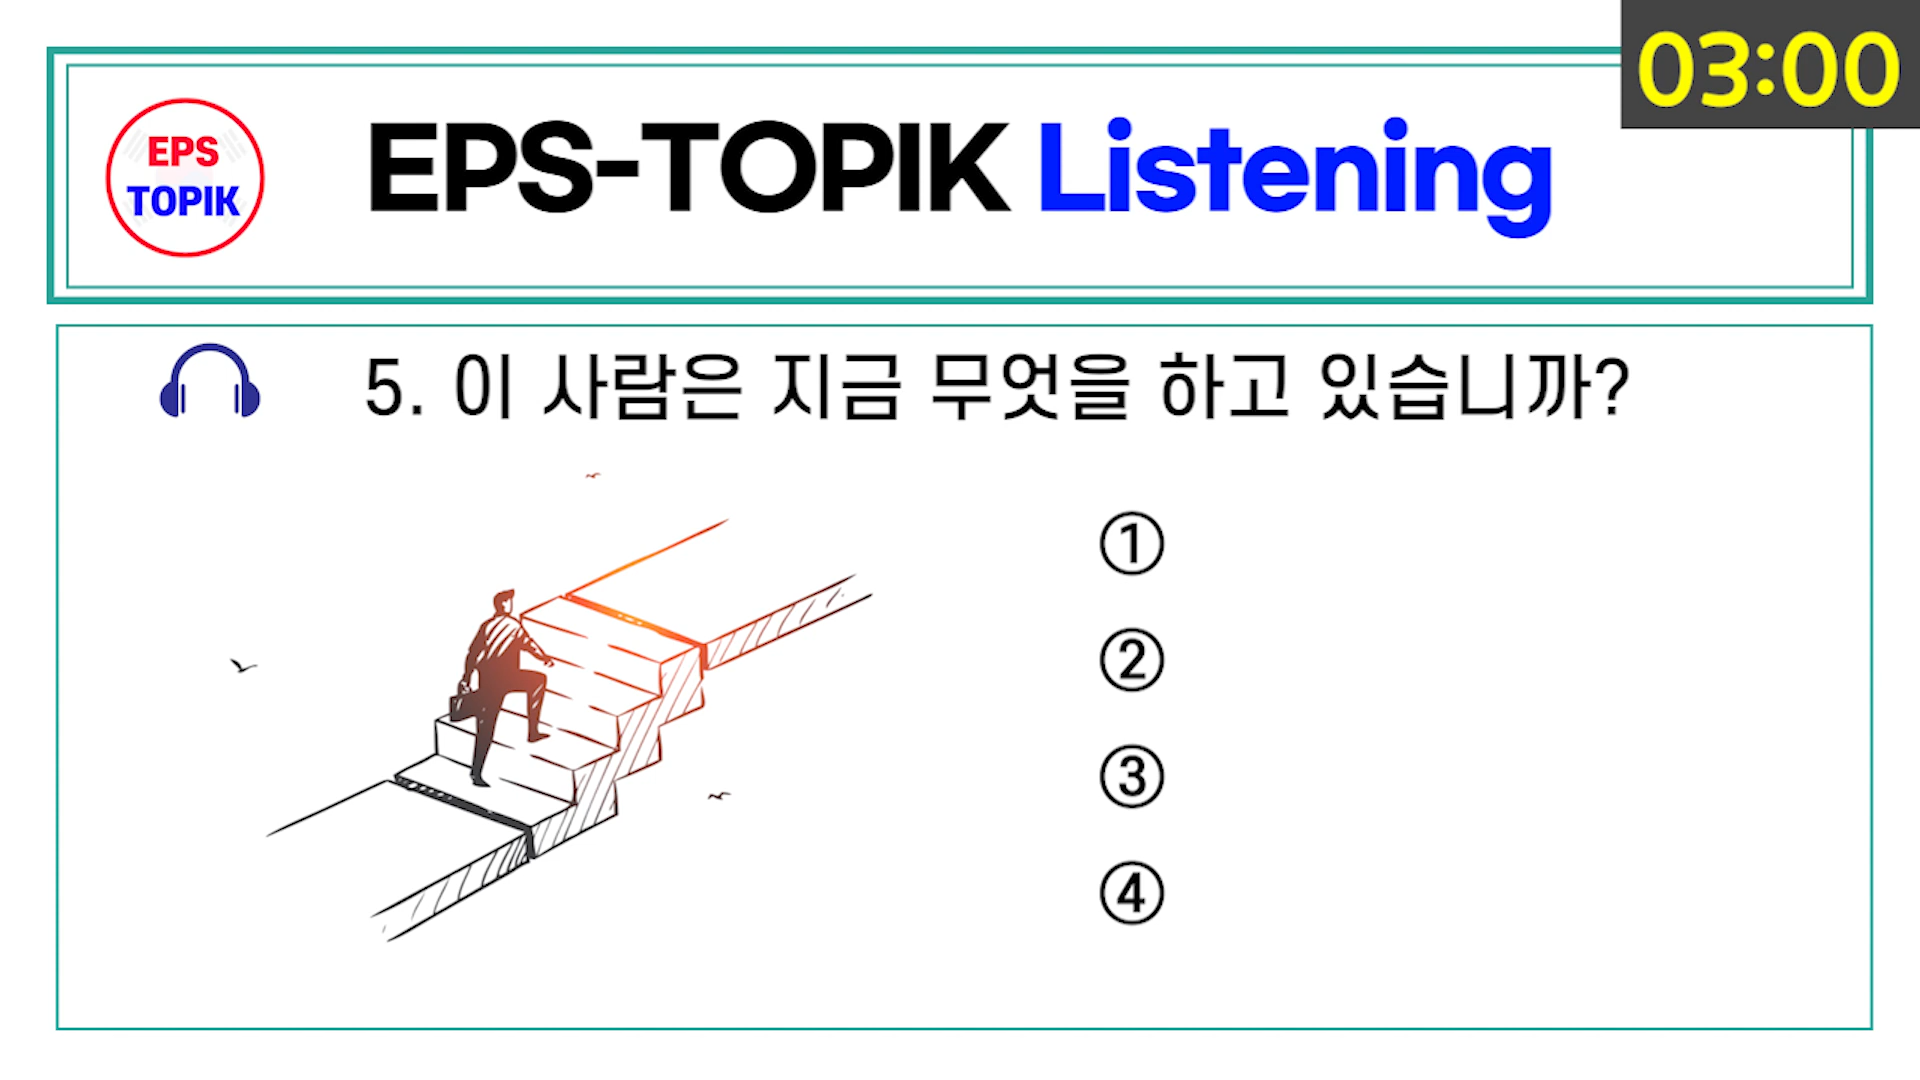 03:00
EPS
TOPIK
EPS-TOPIK Listening
5. 이 사람은 지금 무엇을 하고 있습니까?
①
②
③
④